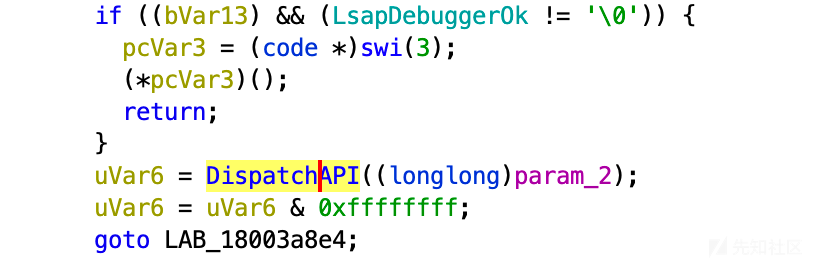 if ((bVar13) && (LsapDebuggerOk != '\0')) {
pcVar3 = (code *)swi(3);
(*pcVar3)();
return;
}
uVar6 = DispatchAPI((longlong)param_2);
uVar6 = uVar6 & 0xffffffff;
goto LAB_18003a8e4;
先知社区